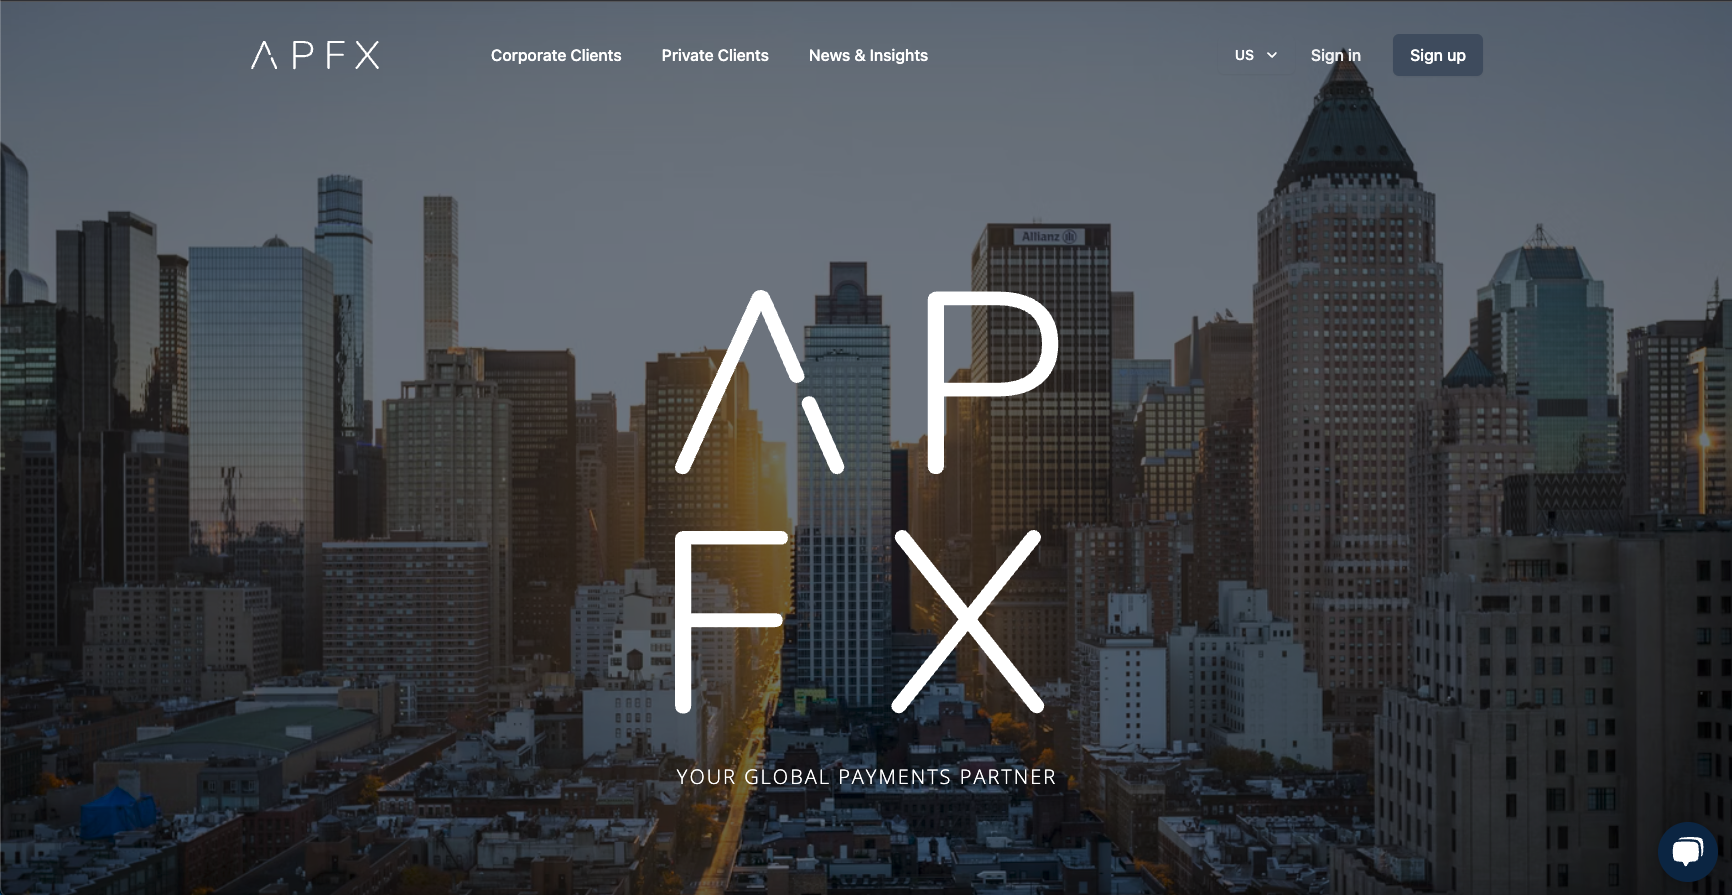 APFX
Corporate Clients
Private Clients
News & Insights
US
Sign in
Sign up
Allianz
AP
FX
YOUR GLOBAL PAYMENTS PARTNER